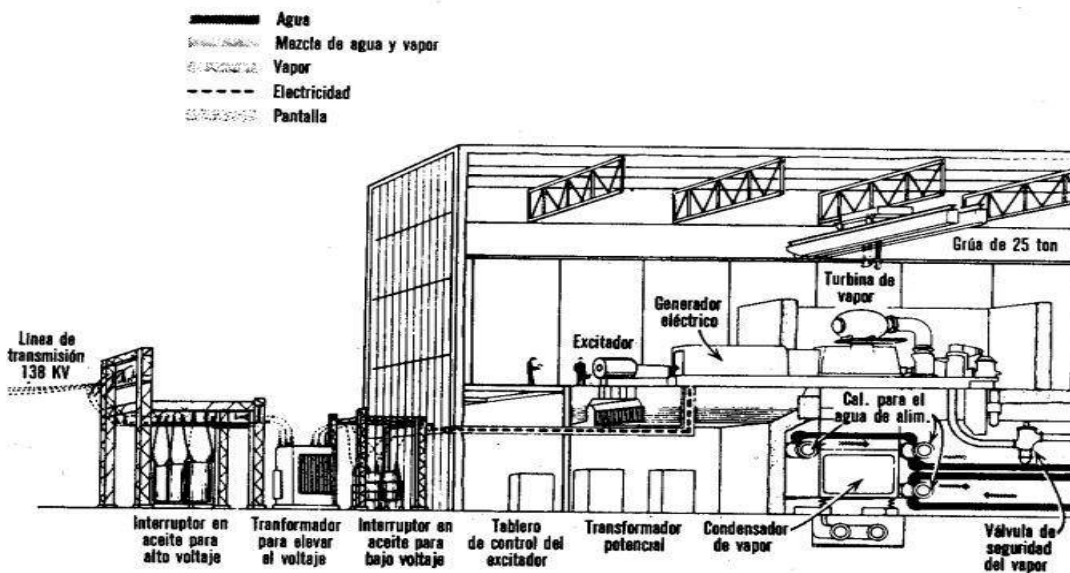 Agua
Mezcla de agua y vapor
Vapor
Electricidad
Pantalla
Grúa de 25 ton
Turbina de
vapor
Generador
eléctrico
Excitador
Línea de
transmisión
138 KV
Cal. para el
agua de alim.
Interruptor en
aceite para
alto voltaje
Tranformador
para elevar
el voltaje
Interruptor en
aceite para
bajo voltaje
Tablero
de control del
excitador
Transformador
potencial
Condensador
de vapor
Válvula de
seguridad
del vapor